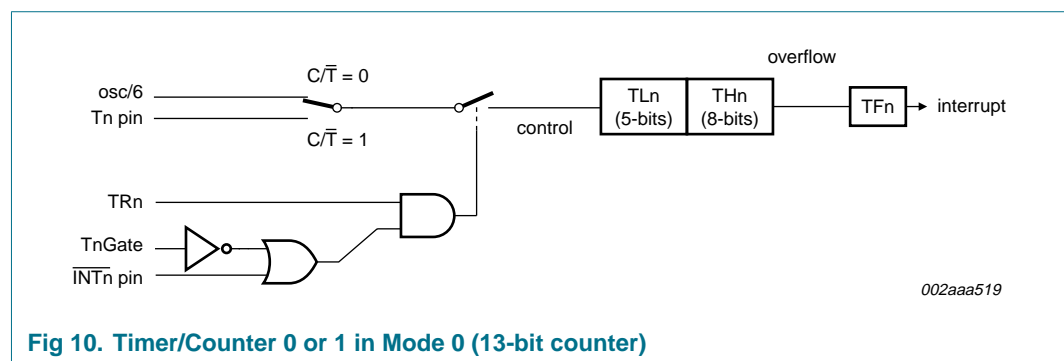 overflow
C/T̅ = 0
osc/6
Tn pin
C/T̅ = 1
control
TLn
(5-bits)
THn
(8-bits)
TFn
interrupt
TRn
TnGate
I̅N̅T̅n̅ pin
002aaa519
Fig 10. Timer/Counter 0 or 1 in Mode 0 (13-bit counter)